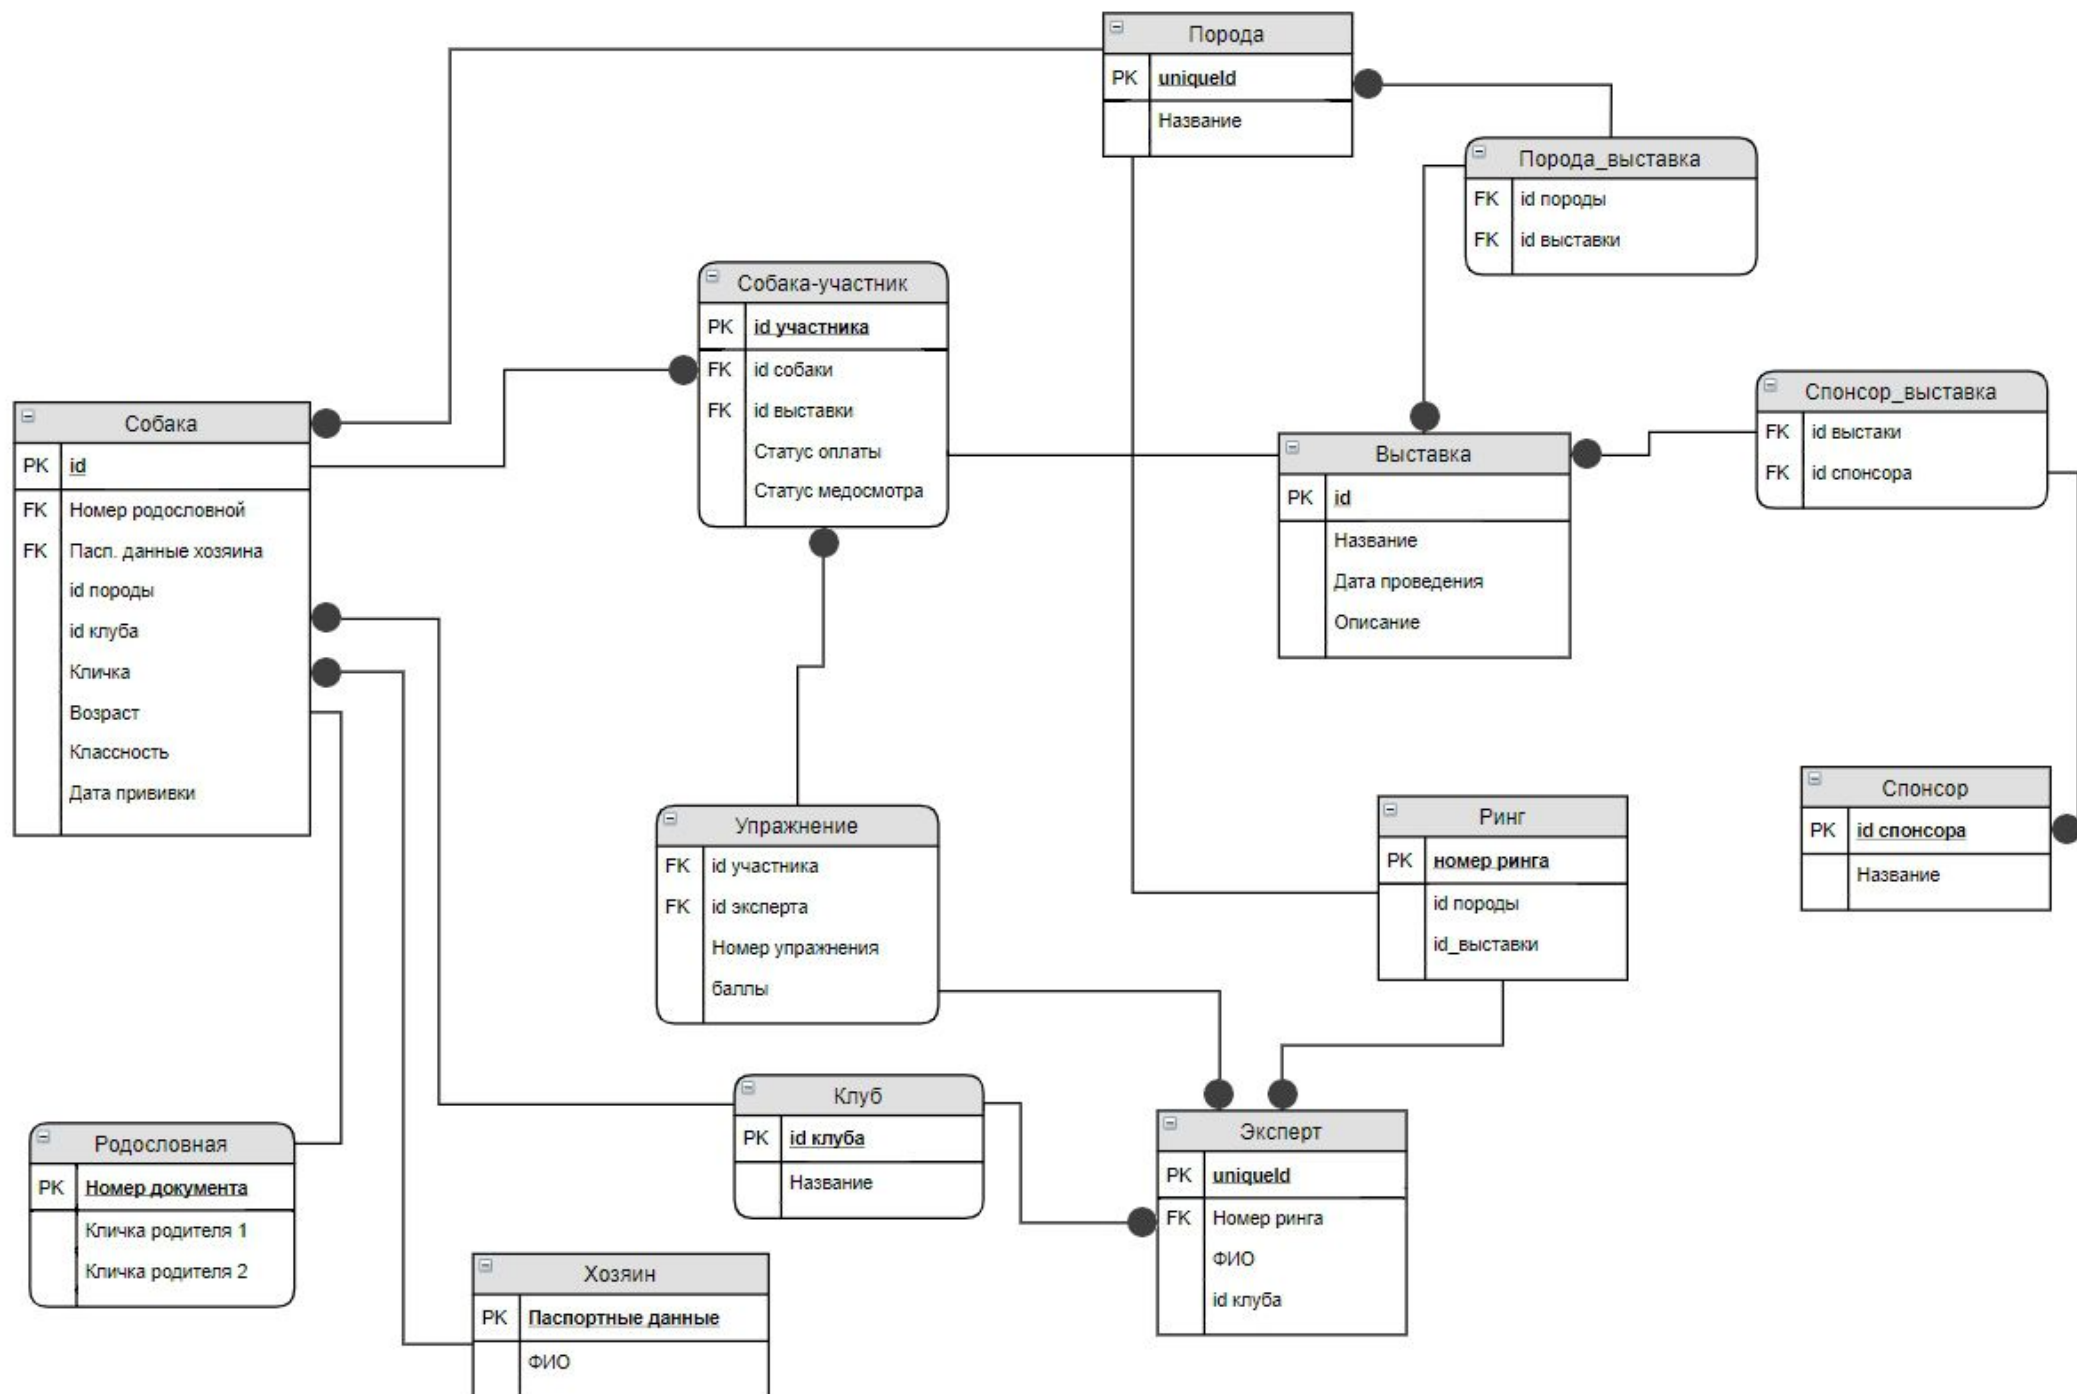 Порода
PK uniqueId
Название
Порода_выставка
FK id породы
FK id выставки
Собака-участник
PK id участника
FK id собаки
FK id выставки
Статус оплаты
Статус медосмотра
Спонсор_выставка
FK id выстаки
FK id спонсора
Собака
PK id
FK Номер родословной
FK Пасп. данные хозяина
id породы
id клуба
Кличка
Возраст
Классность
Дата прививки
Выставка
PK id
Название
Дата проведения
Описание
Спонсор
PK id спонсора
Название
Ринг
PK номер ринга
id породы
id_выставки
Упражнение
FK id участника
FK id эксперта
Номер упражнения
баллы
Клуб
PK id клуба
Название
Эксперт
PK uniqueId
FK Номер ринга
ФИО
id клуба
Родословная
PK Номер документа
Кличка родителя 1
Кличка родителя 2
Хозяин
PK Паспортные данные
ФИО